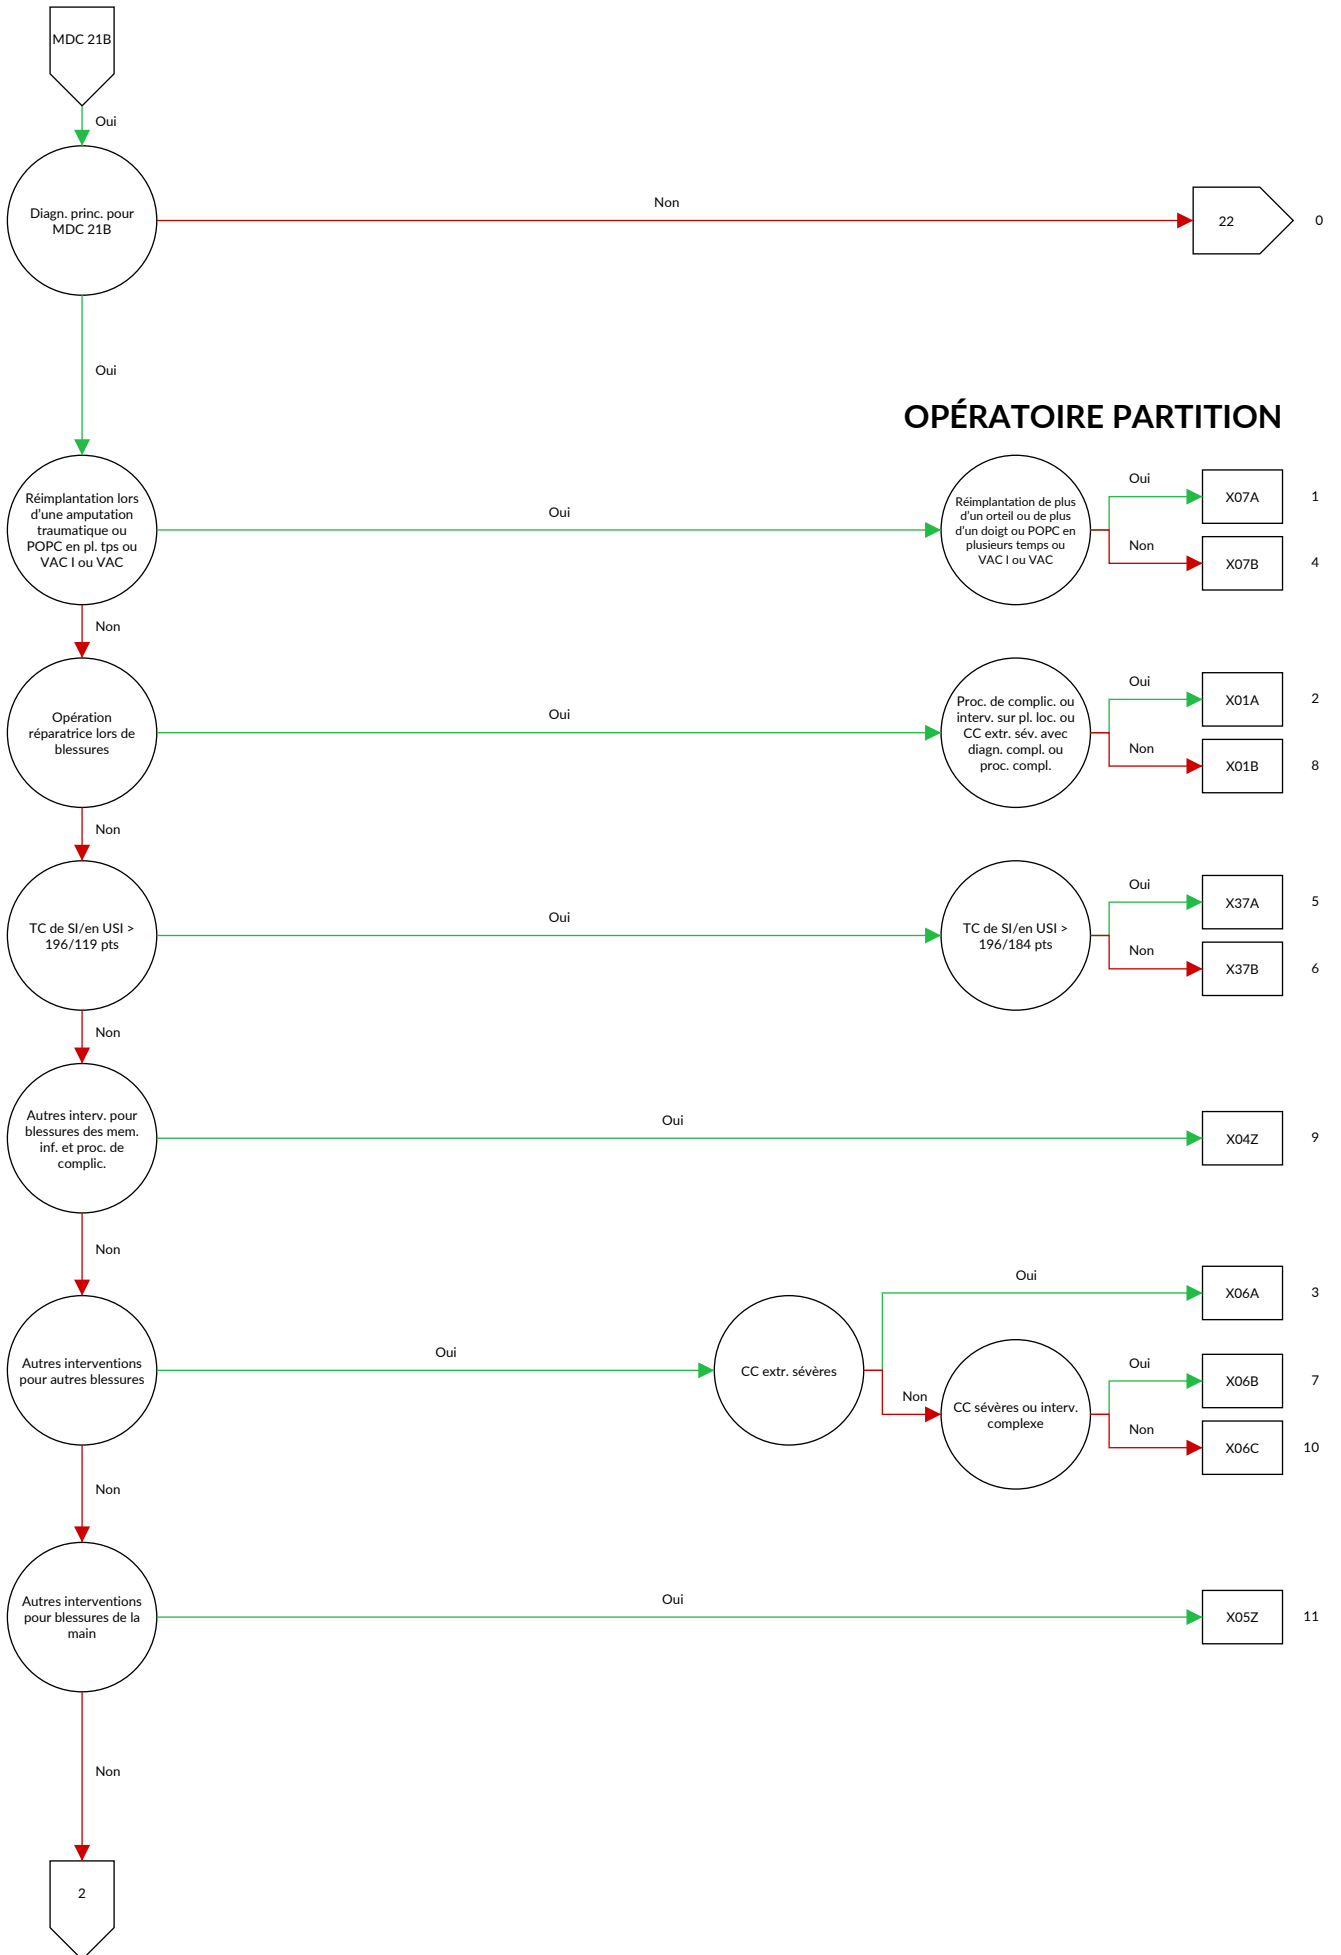 MDC 21B
Oui
Diagn. princ. pour
MDC 21B
Non
22
0
Oui
OPÉRATOIRE PARTITION
Réimplantation lors
d'une amputation
traumatique ou
POPC en pl. tps ou
VAC I ou VAC
Oui
Réimplantation de plus
d'un orteil ou de plus
d'un doigt ou POPC en
plusieurs temps ou
VAC I ou VAC
Oui
X07A
1
Non
X07B
4
Non
Opération
réparatrice lors de
blessures
Oui
Proc. de complic. ou
interv. sur pl. loc. ou
CC extr. sév. avec
diagn. compl. ou
proc. compl.
Oui
X01A
2
Non
X01B
8
Non
TC de SI/en USI >
196/119 pts
Oui
TC de SI/en USI >
196/184 pts
Oui
X37A
5
Non
X37B
6
Non
Autres interv. pour
blessures des mem.
inf. et proc. de
complic.
Oui
X04Z
9
Non
Autres interventions
pour autres blessures
Oui
CC extr. sévères
Oui
X06A
3
Non
CC sévères ou interv.
complexe
Oui
X06B
7
Non
X06C
10
Non
Autres interventions
pour blessures de la
main
Oui
X05Z
11
Non
2